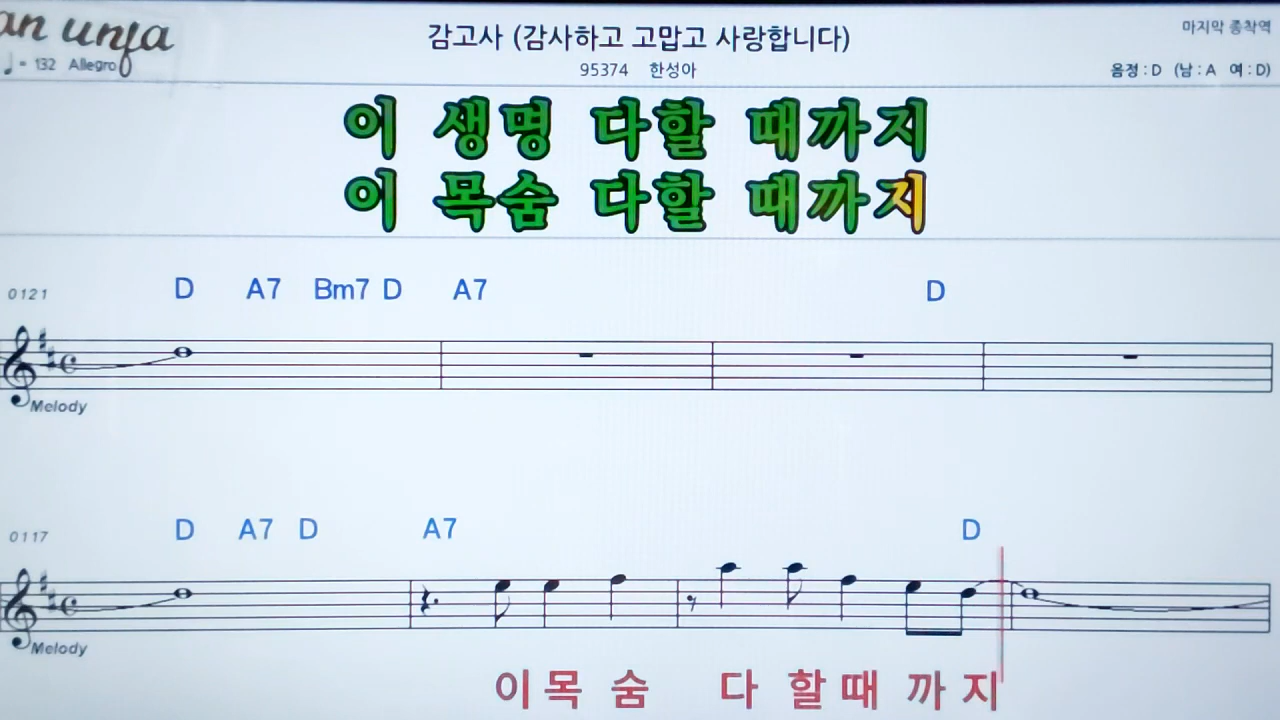 감고사 (감사하고 고맙고 사랑합니다)
마지막 종착역
♩= 132 Allegro
95374 한성아
음정 : D (남 : A 여 : D)
이 생명 다할 때까지
이 목숨 다할 때까지
0121 D A7 Bm7 D A7 D
Melody
0117 D A7 D A7 D
Melody
이 목 숨 다 할 때 까 지